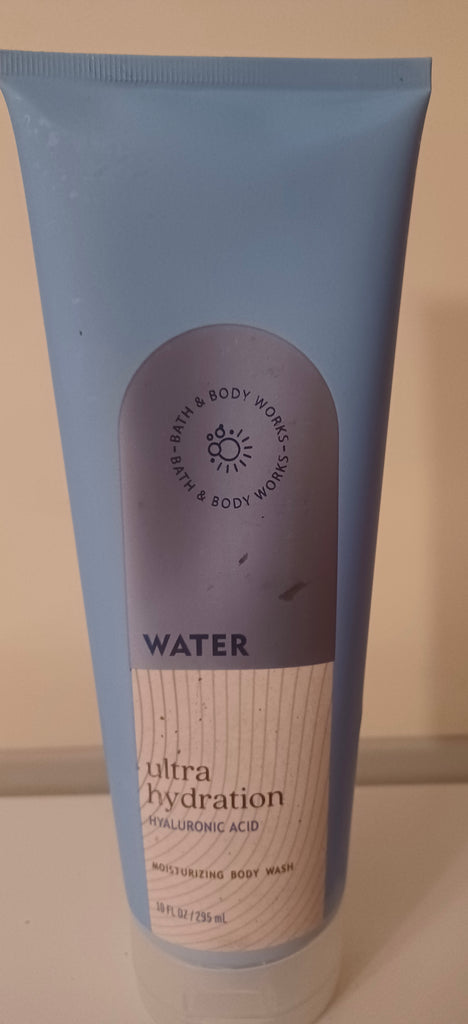 BATH & BODY WORKS
BATH & BODY WORKS
WATER
ultra
hydration
HYALURONIC ACID
MOISTURIZING BODY WASH
10 FL OZ / 295 mL